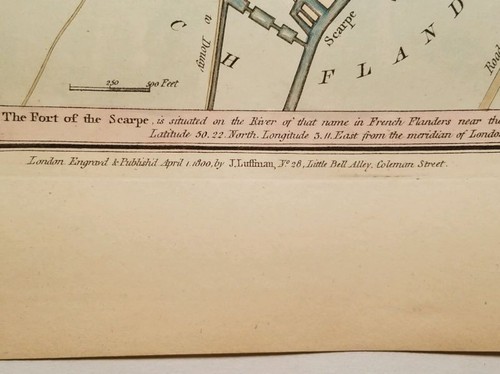 to Douay
Scarpe
C H
F L A N D
Rod
250 500 Feet
The Fort of the Scarpe, is situated on the River of that name in French Flanders near the
Latitude 50.22 North. Longitude 3.11. East from the meridian of Londo
London Engrav'd & Publish'd April 1, 1800, by J. Luffman, No. 28, Little Bell Alley, Coleman Street.